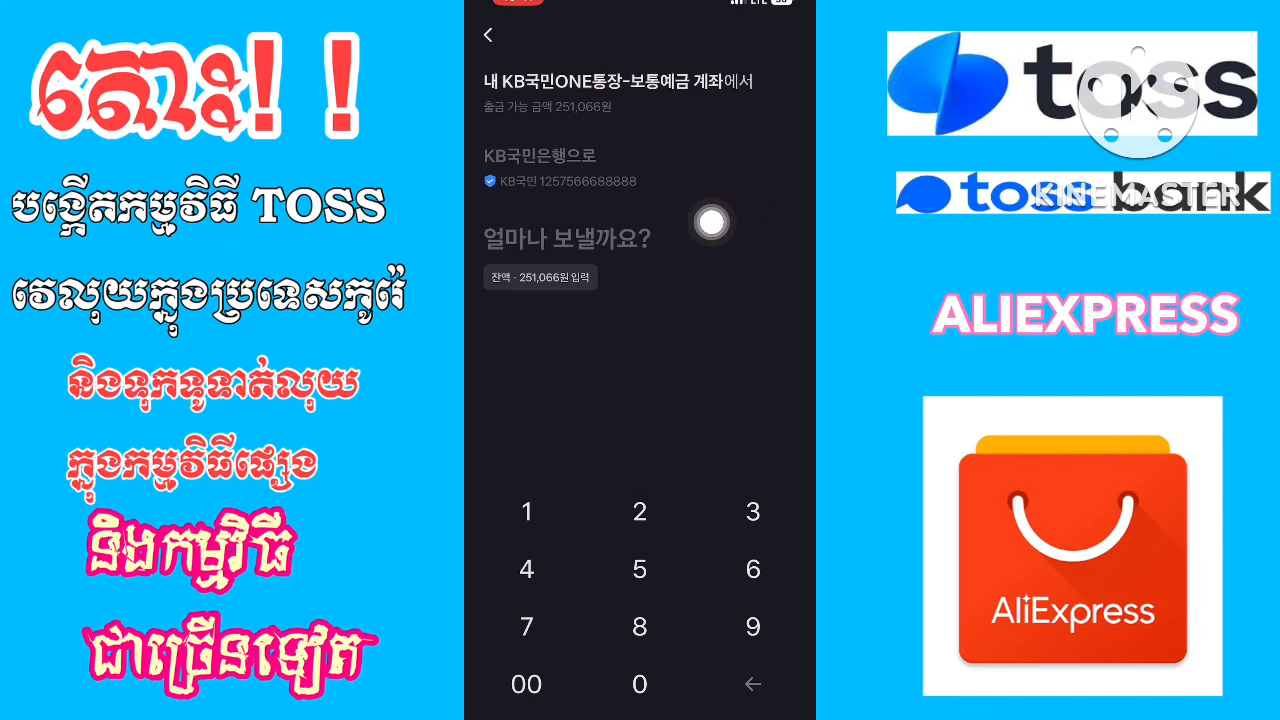 តោះ! !
បង្កើតកម្មវិធី TOSS
វេលុយក្នុងប្រទេសកូរ៉េ
និងទុកទូទាត់លុយ
ក្នុងកម្មវិធីផ្សេង
និងកម្មវិធី
ជាច្រើនទៀត
LTE
내 KB국민ONE통장-보통예금 계좌에서
출금 가능 금액 251,066원
KB국민은행으로
KB국민 1257566688888
얼마나 보낼까요?
잔액 · 251,066원 입력
1 2 3
4 5 6
7 8 9
00 0 ←
toss
toss bank
KINEMASTER
ALIEXPRESS
AliExpress